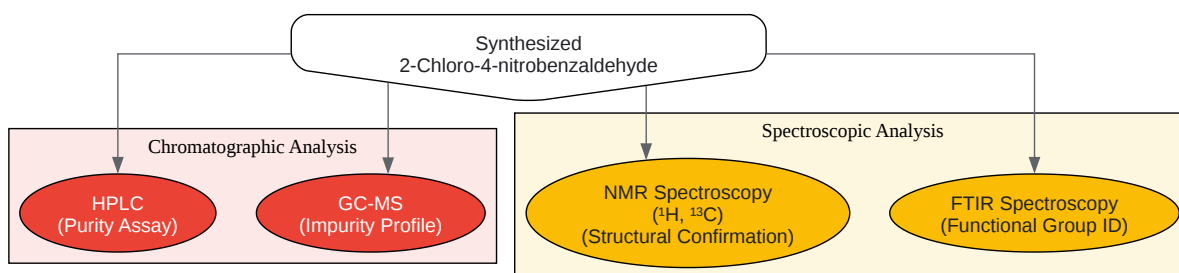 Synthesized
2-Chloro-4-nitrobenzaldehyde
Chromatographic Analysis
Spectroscopic Analysis
HPLC
(Purity Assay)
GC-MS
(Impurity Profile)
NMR Spectroscopy
(¹H, ¹³C)
(Structural Confirmation)
FTIR Spectroscopy
(Functional Group ID)